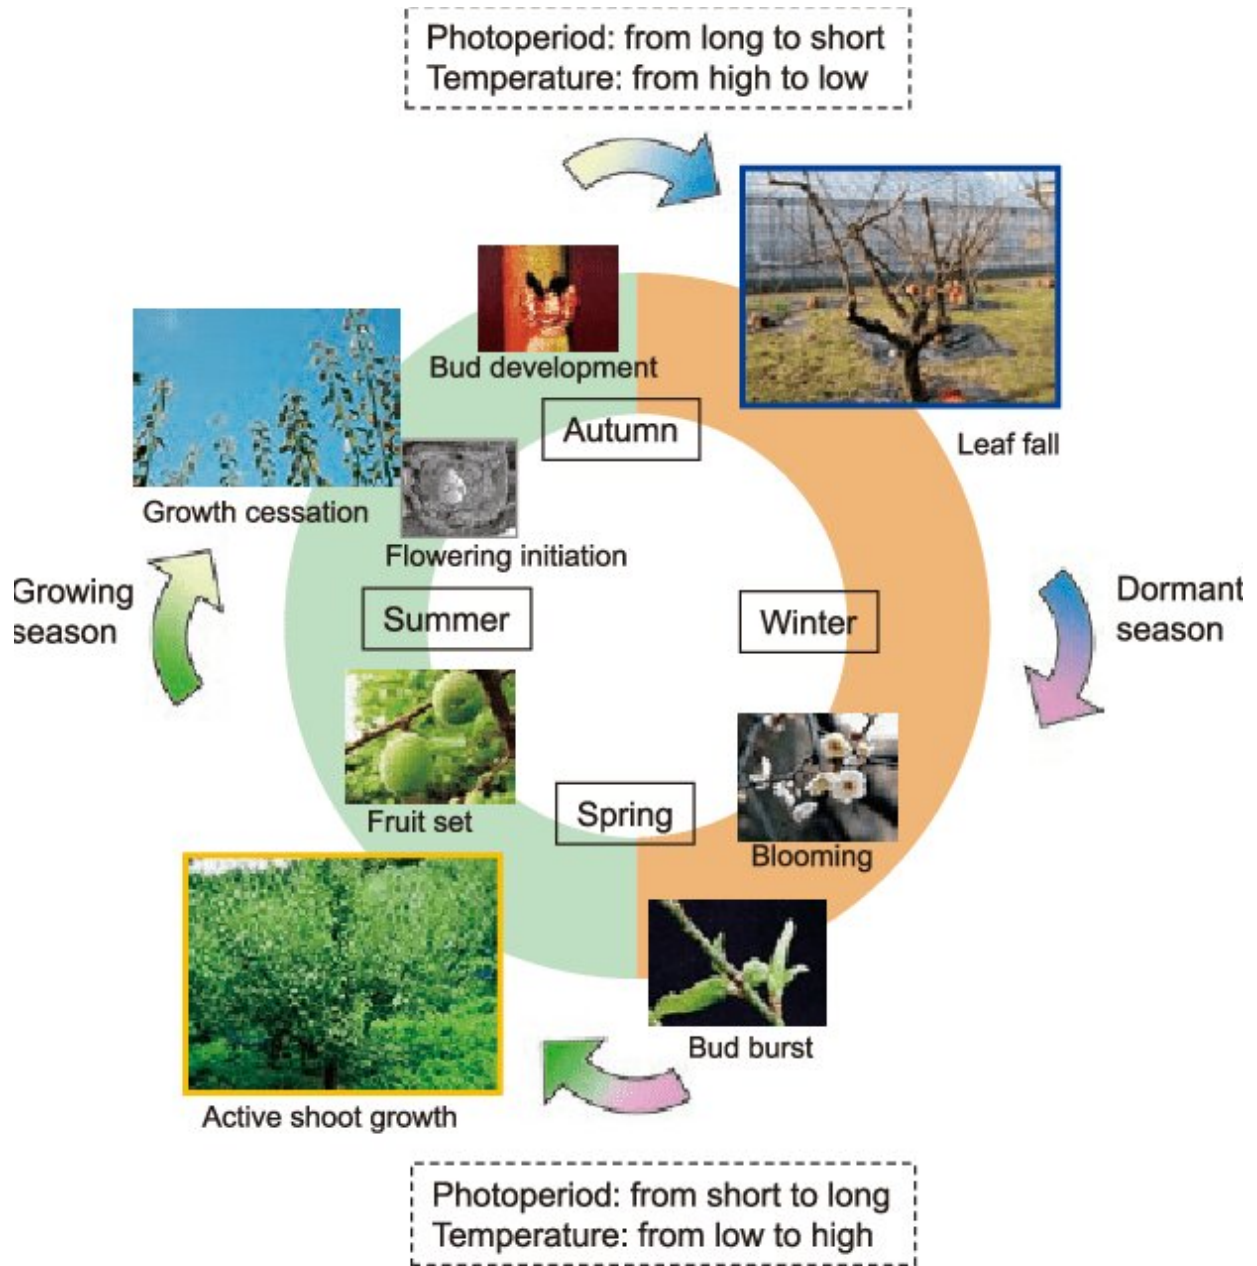 Photoperiod: from long to short
Temperature: from high to low
Bud development
Autumn
Leaf fall
Growth cessation
Flowering initiation
Growing
season
Summer
Winter
Dormant
season
Fruit set
Spring
Blooming
Bud burst
Active shoot growth
Photoperiod: from short to long
Temperature: from low to high